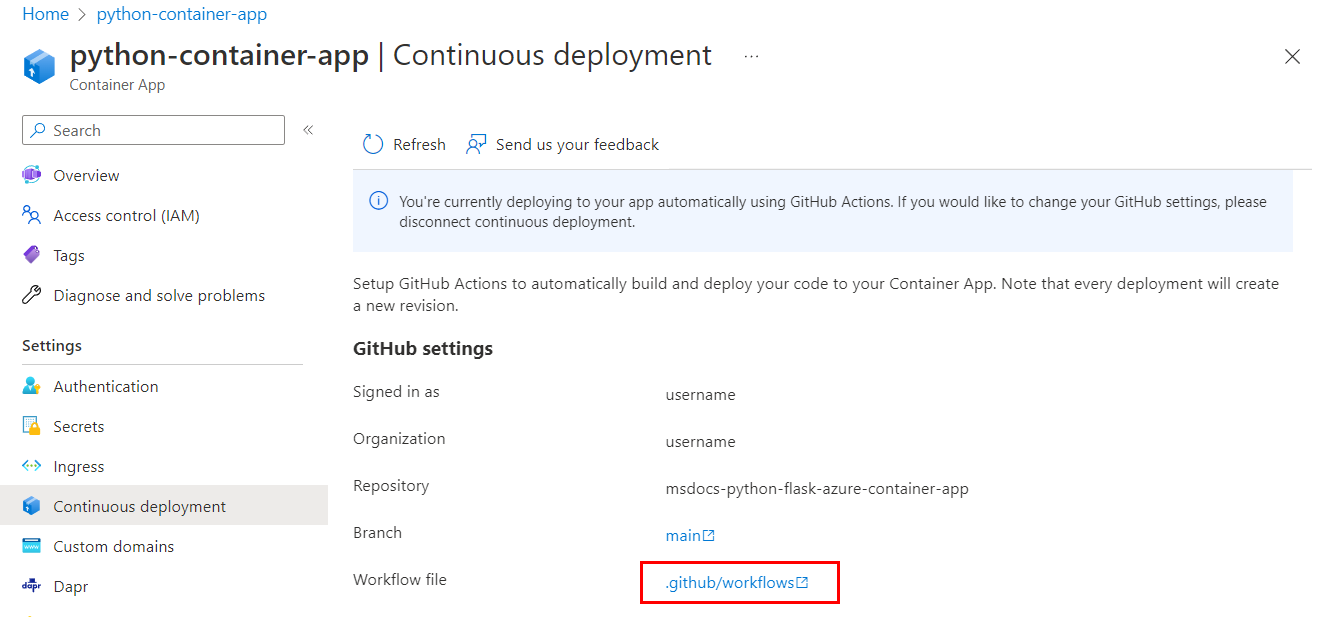 Home > python-container-app
python-container-app | Continuous deployment ...
Container App
Search «
Overview
Access control (IAM)
Tags
Diagnose and solve problems
Settings
Authentication
Secrets
Ingress
Continuous deployment
Custom domains
dapr Dapr
Refresh Send us your feedback
You're currently deploying to your app automatically using GitHub Actions. If you would like to change your GitHub settings, please
disconnect continuous deployment.
Setup GitHub Actions to automatically build and deploy your code to your Container App. Note that every deployment will create
a new revision.
GitHub settings
Signed in as username
Organization username
Repository msdocs-python-flask-azure-container-app
Branch main
Workflow file .github/workflows